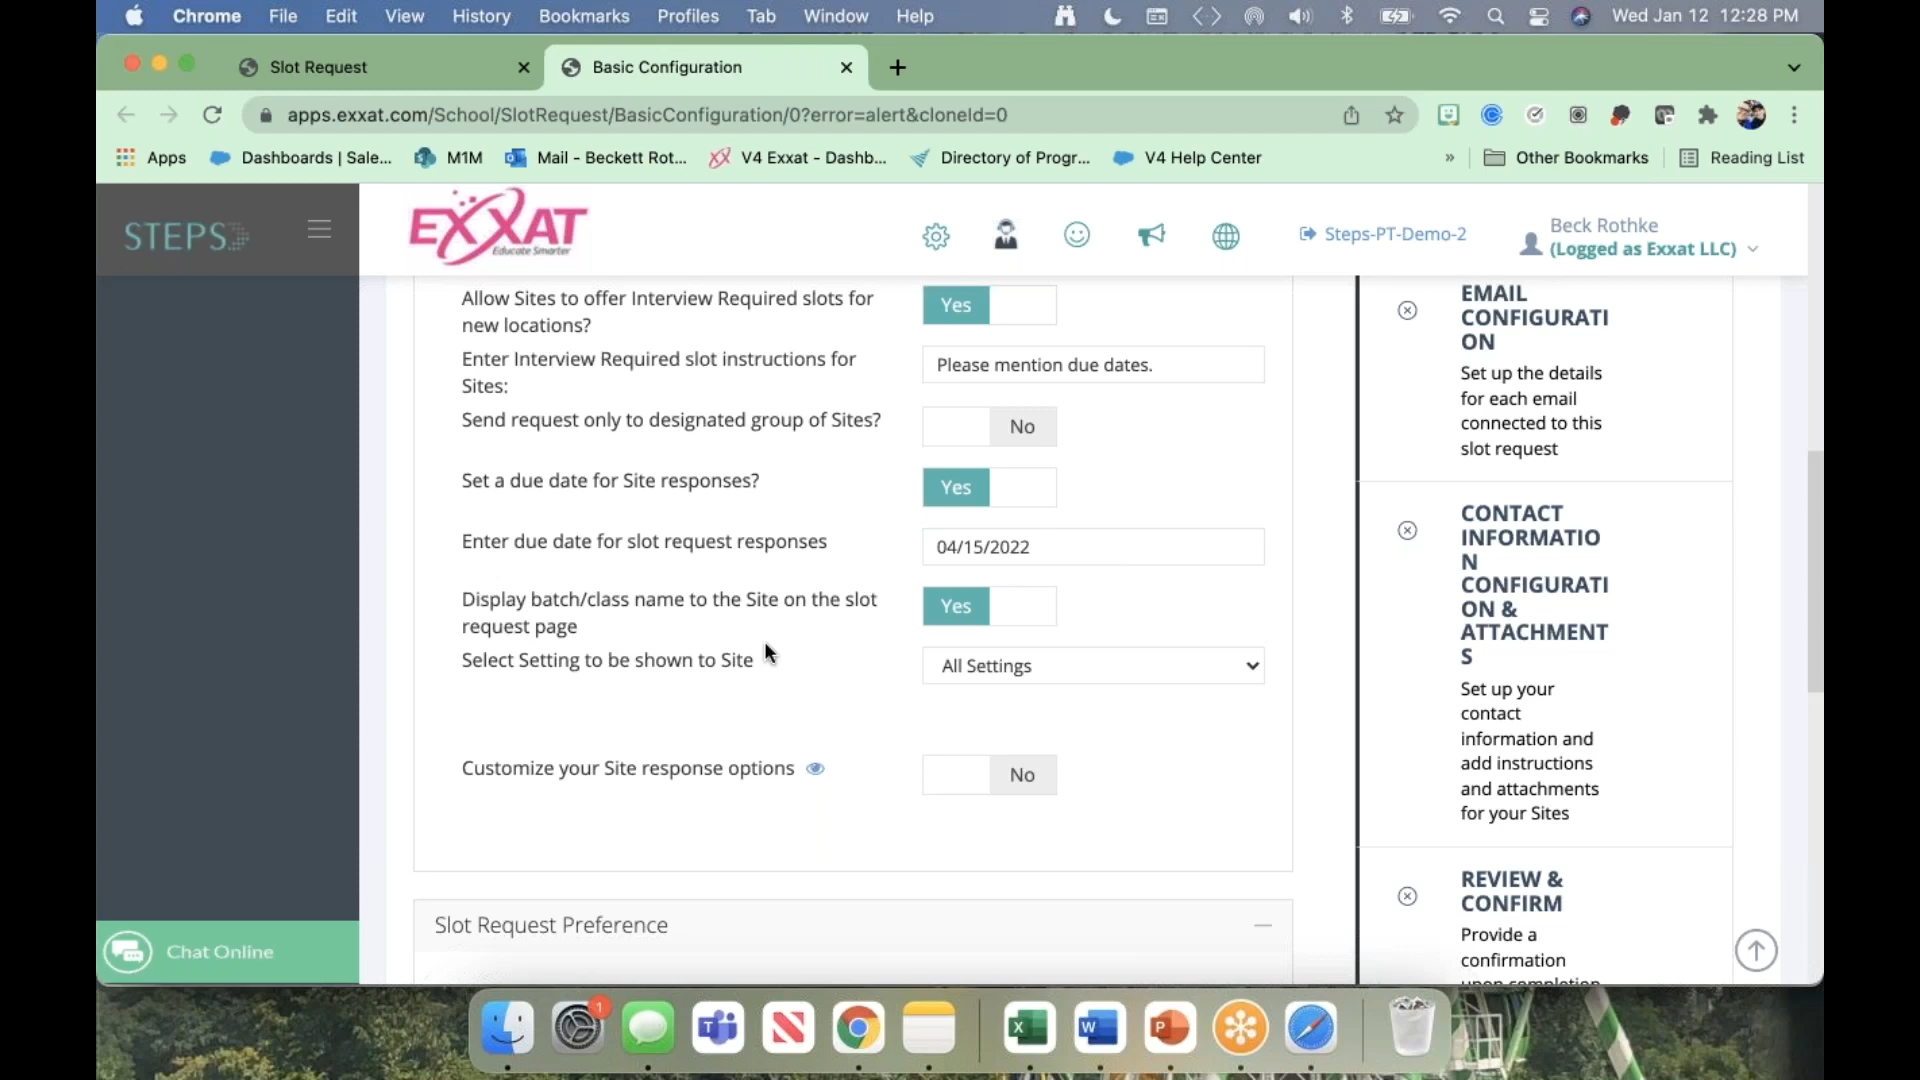 Chrome File Edit View History Bookmarks Profiles Tab Window Help Wed Jan 12 12:28 PM
Slot Request Basic Configuration
apps.exxat.com/School/SlotRequest/BasicConfiguration/0?error=alert&cloneId=0
Apps Dashboards | Sale... M1M Mail - Beckett Rot... V4 Exxat - Dashb... Directory of Progr... V4 Help Center » Other Bookmarks Reading List
STEPS
EXXAT
Educate Smarter
Steps-PT-Demo-2
Beck Rothke
(Logged as Exxat LLC)
Allow Sites to offer Interview Required slots for
new locations?
Yes
Enter Interview Required slot instructions for
Sites:
Please mention due dates.
Send request only to designated group of Sites?
No
Set a due date for Site responses?
Yes
Enter due date for slot request responses
04/15/2022
Display batch/class name to the Site on the slot
request page
Yes
Select Setting to be shown to Site
All Settings
Customize your Site response options
No
Slot Request Preference
EMAIL
CONFIGURATI
ON
Set up the details
for each email
connected to this
slot request
CONTACT
INFORMATIO
N
CONFIGURATI
ON &
ATTACHMENT
S
Set up your
contact
information and
add instructions
and attachments
for your Sites
REVIEW &
CONFIRM
Provide a
confirmation
upon completion
Chat Online
1